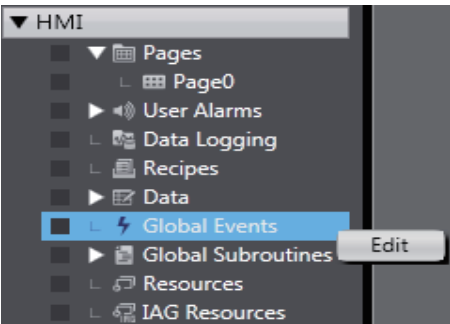 HMI
Pages
Page0
User Alarms
Data Logging
Recipes
Data
Global Events
Edit
Global Subroutines
Resources
IAG Resources